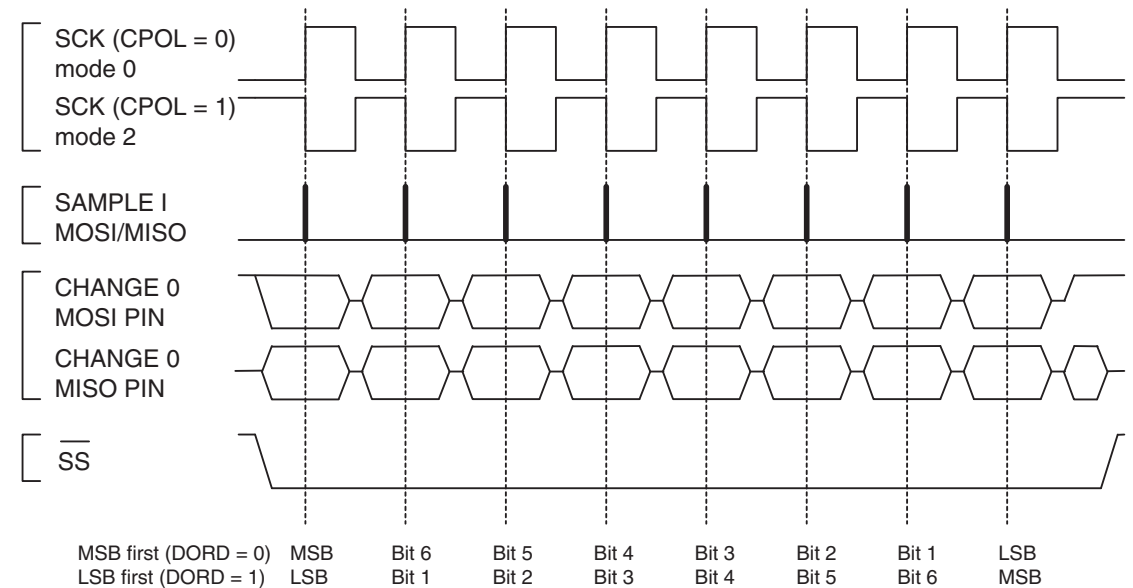 SCK (CPOL = 0)
mode 0
SCK (CPOL = 1)
mode 2
SAMPLE I
MOSI/MISO
CHANGE 0
MOSI PIN
CHANGE 0
MISO PIN
SS
MSB first (DORD = 0) MSB Bit 6 Bit 5 Bit 4 Bit 3 Bit 2 Bit 1 LSB
LSB first (DORD = 1) LSB Bit 1 Bit 2 Bit 3 Bit 4 Bit 5 Bit 6 MSB